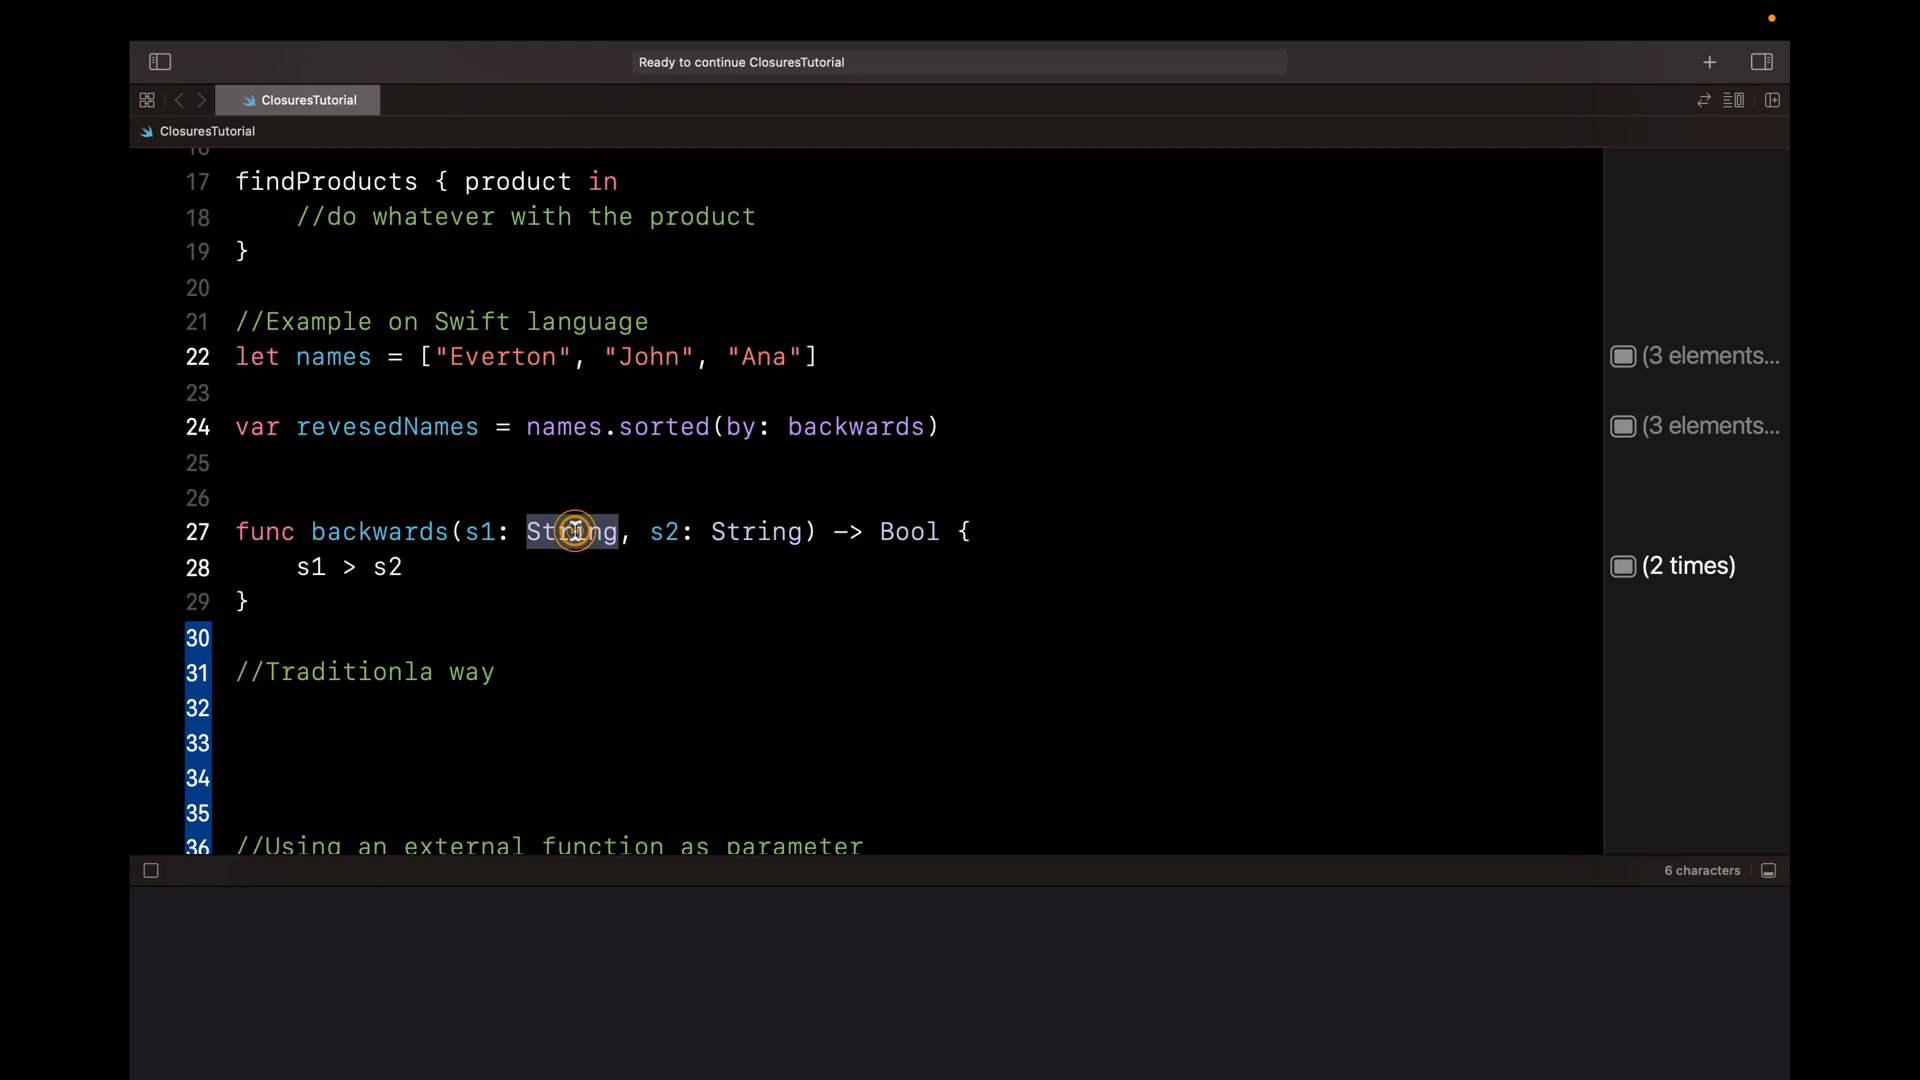 Ready to continue ClosuresTutorial
ClosuresTutorial
ClosuresTutorial
16
17 findProducts { product in
18 //do whatever with the product
19 }
20
21 //Example on Swift language
22 let names = ["Everton", "John", "Ana"] (3 elements...
23
24 var revesedNames = names.sorted(by: backwards) (3 elements...
25
26
27 func backwards(s1: String, s2: String) -> Bool {
28 s1 > s2 (2 times)
29 }
30
31 //Traditionla way
32
33
34
35
36 //Using an external function as parameter
6 characters